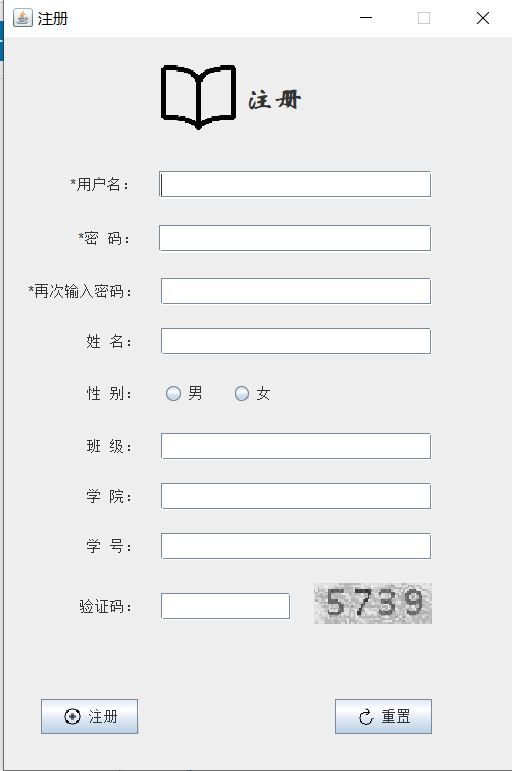 注册
注册
*用户名：
*密 码：
*再次输入密码：
姓 名：
性 别： 男 女
班 级：
学 院：
学 号：
验证码： 5739
注册 重置